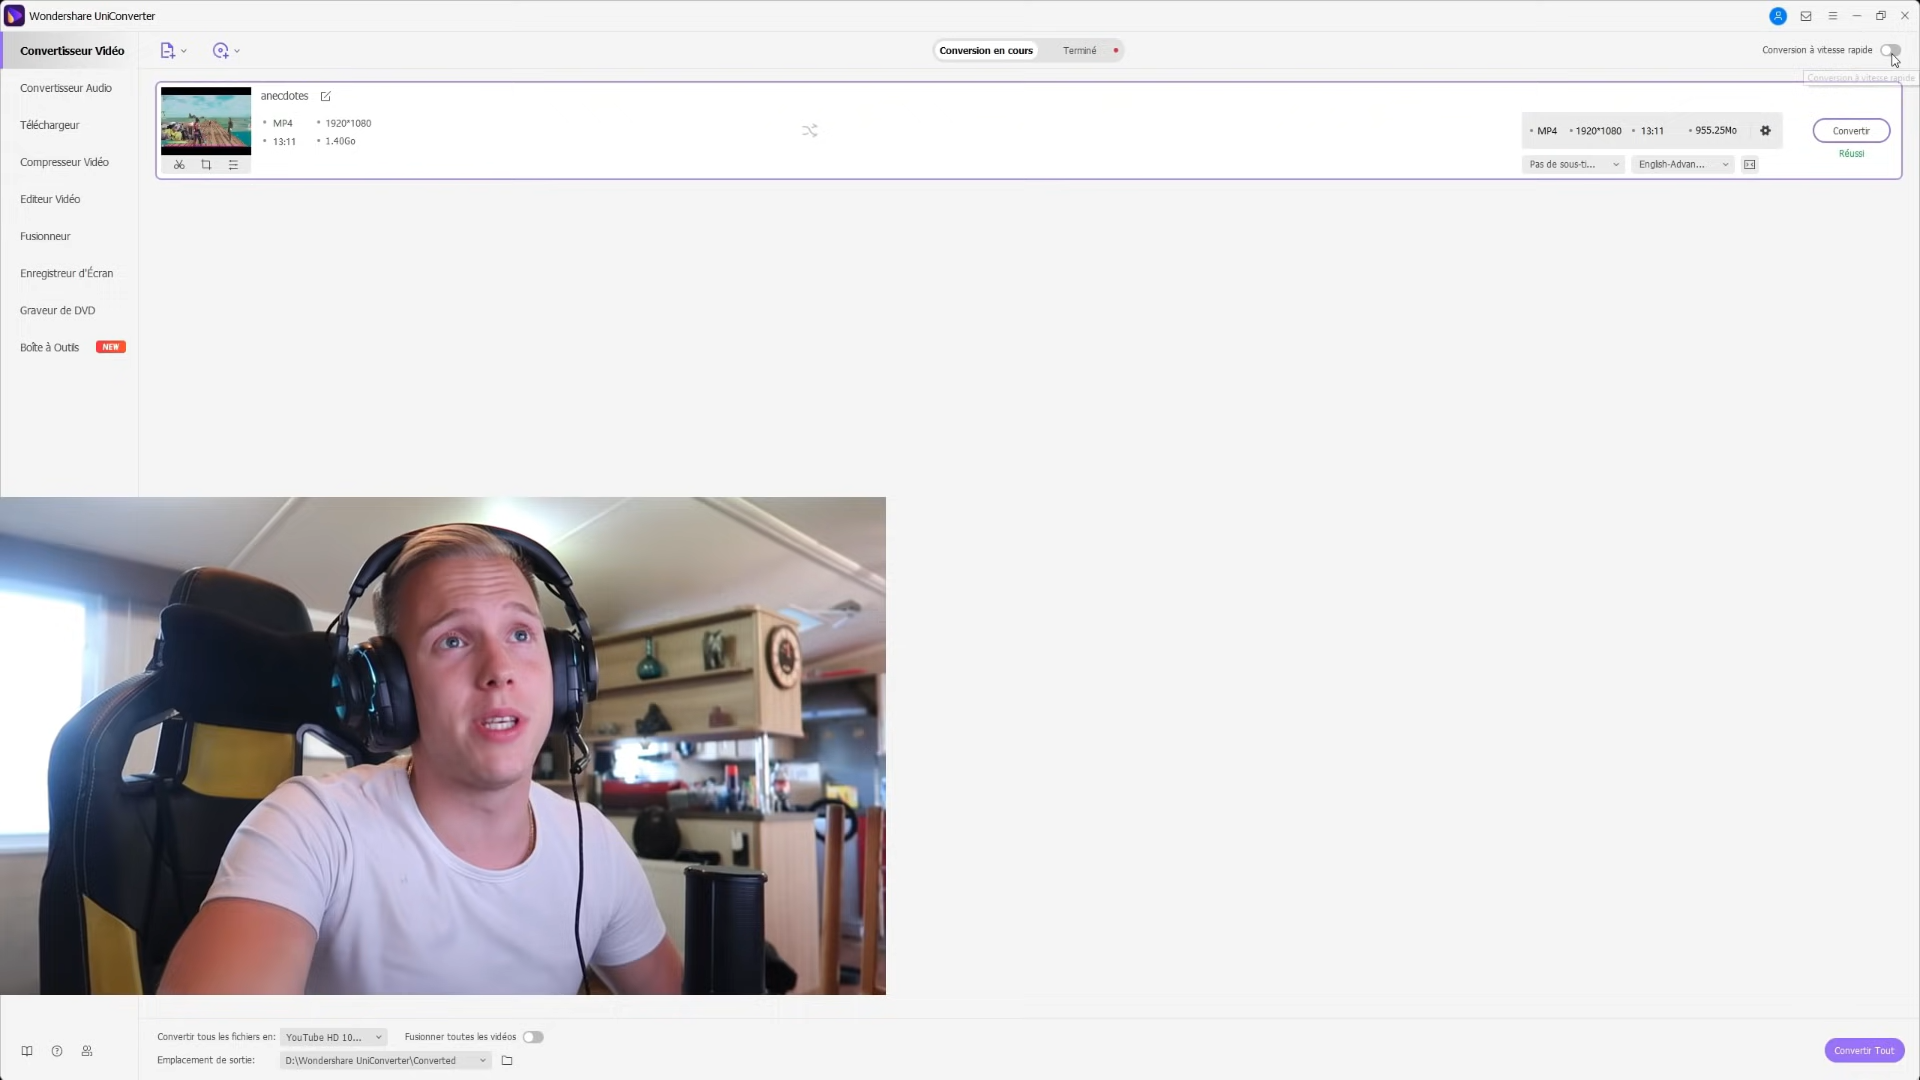 Wondershare UniConverter
Convertisseur Vidéo
Conversion en cours
Terminé
Conversion à vitesse rapide
Conversion à vitesse rapide
Convertisseur Audio
Téléchargeur
Compresseur Vidéo
Editeur Vidéo
Fusionneur
Enregistreur d'Écran
Graveur de DVD
Boîte à Outils NEW
anecdotes
MP4 1920*1080
13:11 1.40Go
MP4 1920*1080 13:11 955.25Mo
Convertir
Réussi
Pas de sous-ti...
English-Advan...
Convertir tous les fichiers en: YouTube HD 10...
Fusionner toutes les vidéos
Emplacement de sortie: D:\Wondershare UniConverter\Converted
Convertir Tout